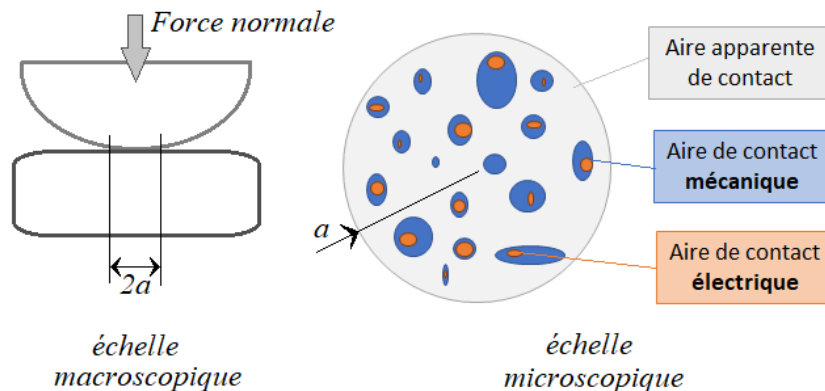 Force normale
2a
échelle
macroscopique
a
échelle
microscopique
Aire apparente
de contact
Aire de contact
mécanique
Aire de contact
électrique